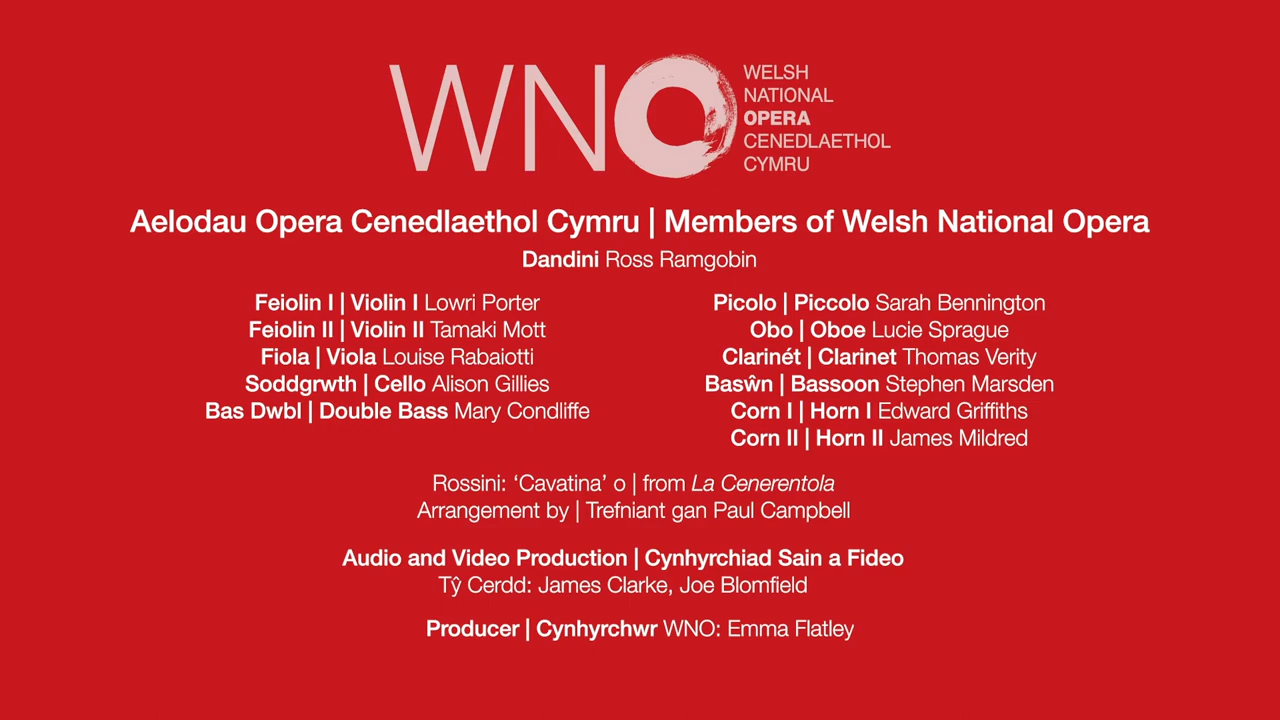 WNO
WELSH
NATIONAL
OPERA
CENEDLAETHOL
CYMRU
Aelodau Opera Cenedlaethol Cymru | Members of Welsh National Opera
Dandini Ross Ramgobin
Feiolin I | Violin I Lowri Porter
Feiolin II | Violin II Tamaki Mott
Fiola | Viola Louise Rabaiotti
Soddgrwth | Cello Alison Gillies
Bas Dwbl | Double Bass Mary Condliffe
Picolo | Piccolo Sarah Bennington
Obo | Oboe Lucie Sprague
Clarinét | Clarinet Thomas Verity
Basŵn | Bassoon Stephen Marsden
Corn I | Horn I Edward Griffiths
Corn II | Horn II James Mildred
Rossini: ‘Cavatina’ o | from La Cenerentola
Arrangement by | Trefniant gan Paul Campbell
Audio and Video Production | Cynhyrchiad Sain a Fideo
Tŷ Cerdd: James Clarke, Joe Blomfield
Producer | Cynhyrchwr WNO: Emma Flatley